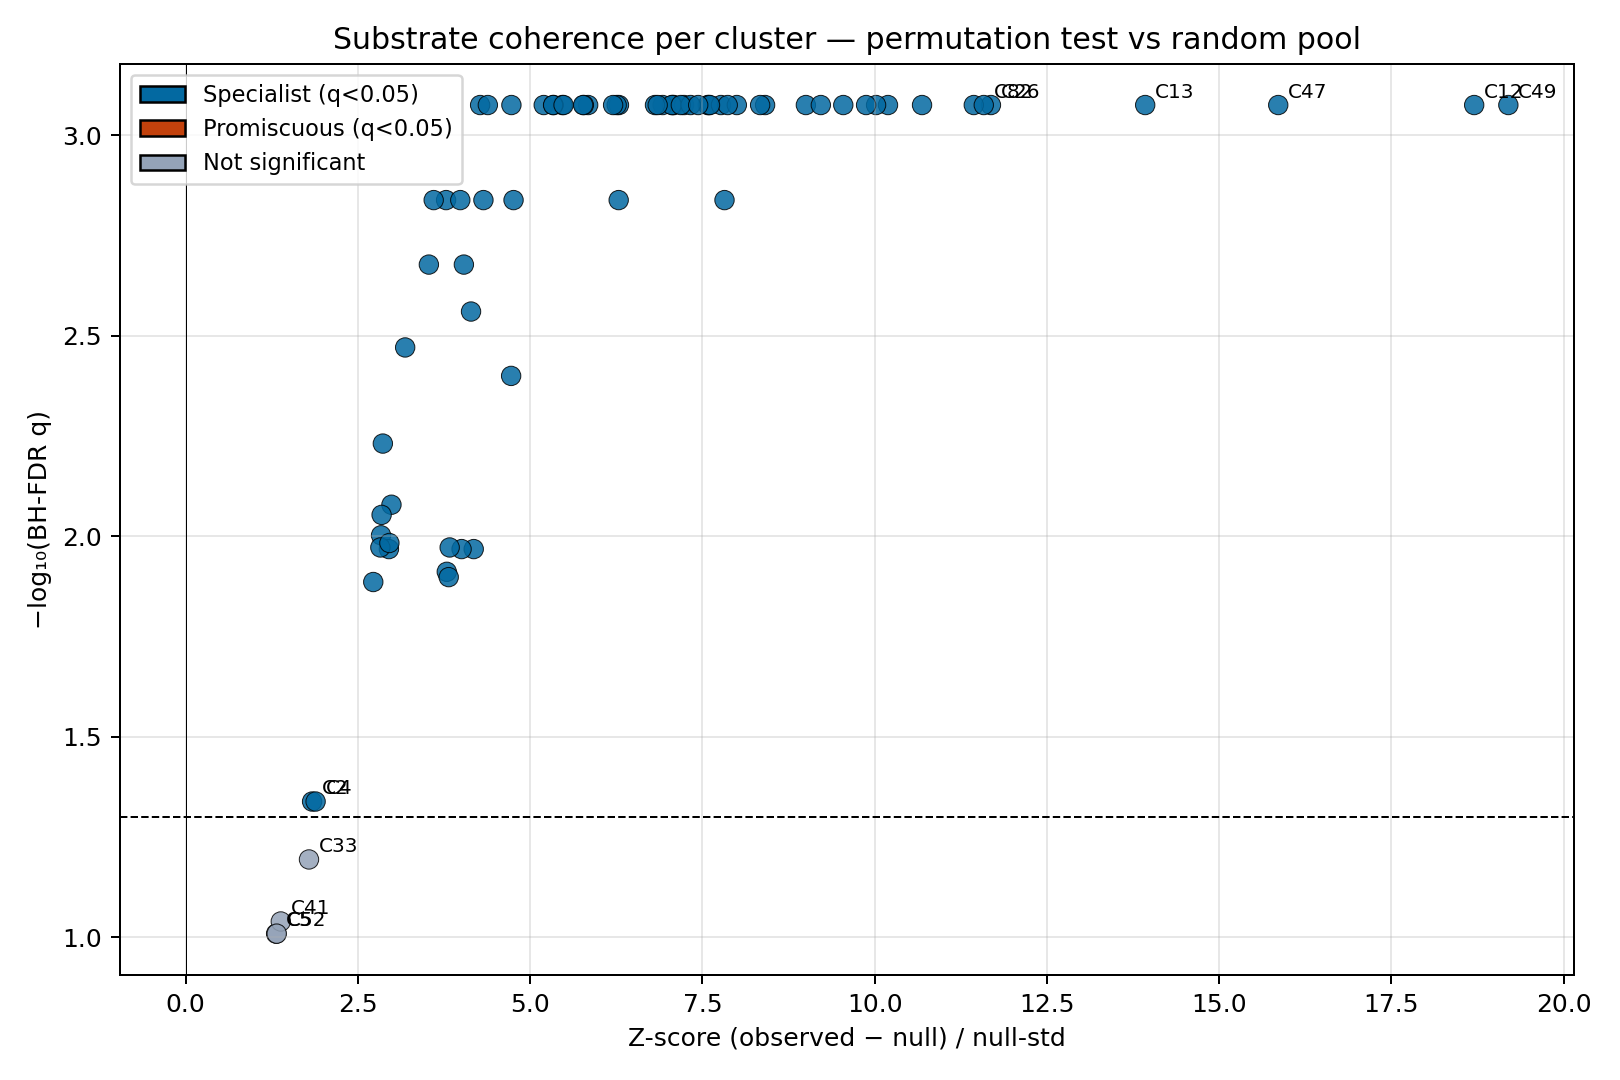 Substrate coherence per cluster — permutation test vs random pool
Specialist (q<0.05)
Promiscuous (q<0.05)
Not significant
C13
C47
C12
C49
C2
C4
C33
C41
C52
3.0
2.5
2.0
1.5
1.0
−log₁₀(BH-FDR q)
0.0 2.5 5.0 7.5 10.0 12.5 15.0 17.5 20.0
Z-score (observed − null) / null-std